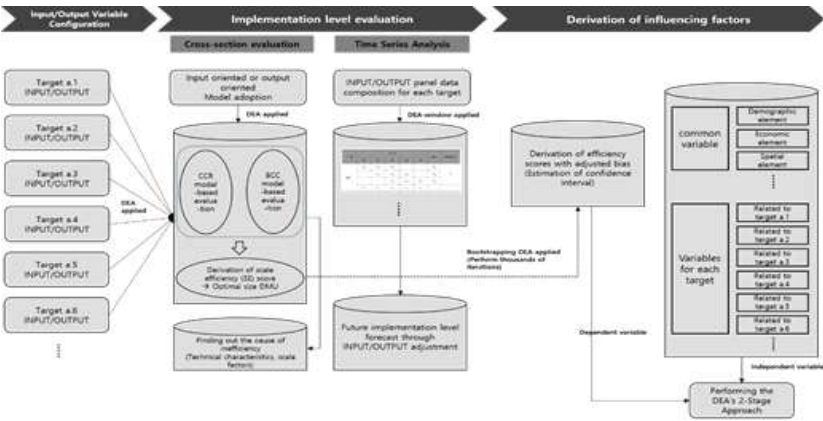 Input/Output Variable
Configuration
Implementation level evaluation
Derivation of influencing factors
Cross-section evaluation
Time Series Analysis
Target a.1
INPUT/OUTPUT
Target a.2
INPUT/OUTPUT
Target a.3
INPUT/OUTPUT
Target a.4
INPUT/OUTPUT
Target a.5
INPUT/OUTPUT
Target a.6
INPUT/OUTPUT
DEA
applied
Input oriented or output
oriented
Model adoption
DEA applied
CCR
model
-based
evalua
-tion
BCC
model
-based
evalua
-tion
Derivation of scale
efficiency (SE) score
→ Optimal size DMU
Finding out the cause of
inefficiency
(Technical characteristics, scale
factors)
INPUT/OUTPUT panel data
composition for each target
DEA-window applied
Future implementation level
forecast through
INPUT/OUTPUT adjustment
Bootstrapping DEA applied
(Perform thousands of
iterations)
Derivation of efficiency
scores with adjusted bias
(Estimation of confidence
interval)
Dependent variable
common
variable
Demographic
element
Economic
element
Spatial
element
Variables
for each
target
Related to
target a.1
Related to
target a.2
Related to
target a.3
Related to
target a.4
Related to
target a.5
Related to
target a.6
Independent variable
Performing the
DEA's 2-Stage
Approach